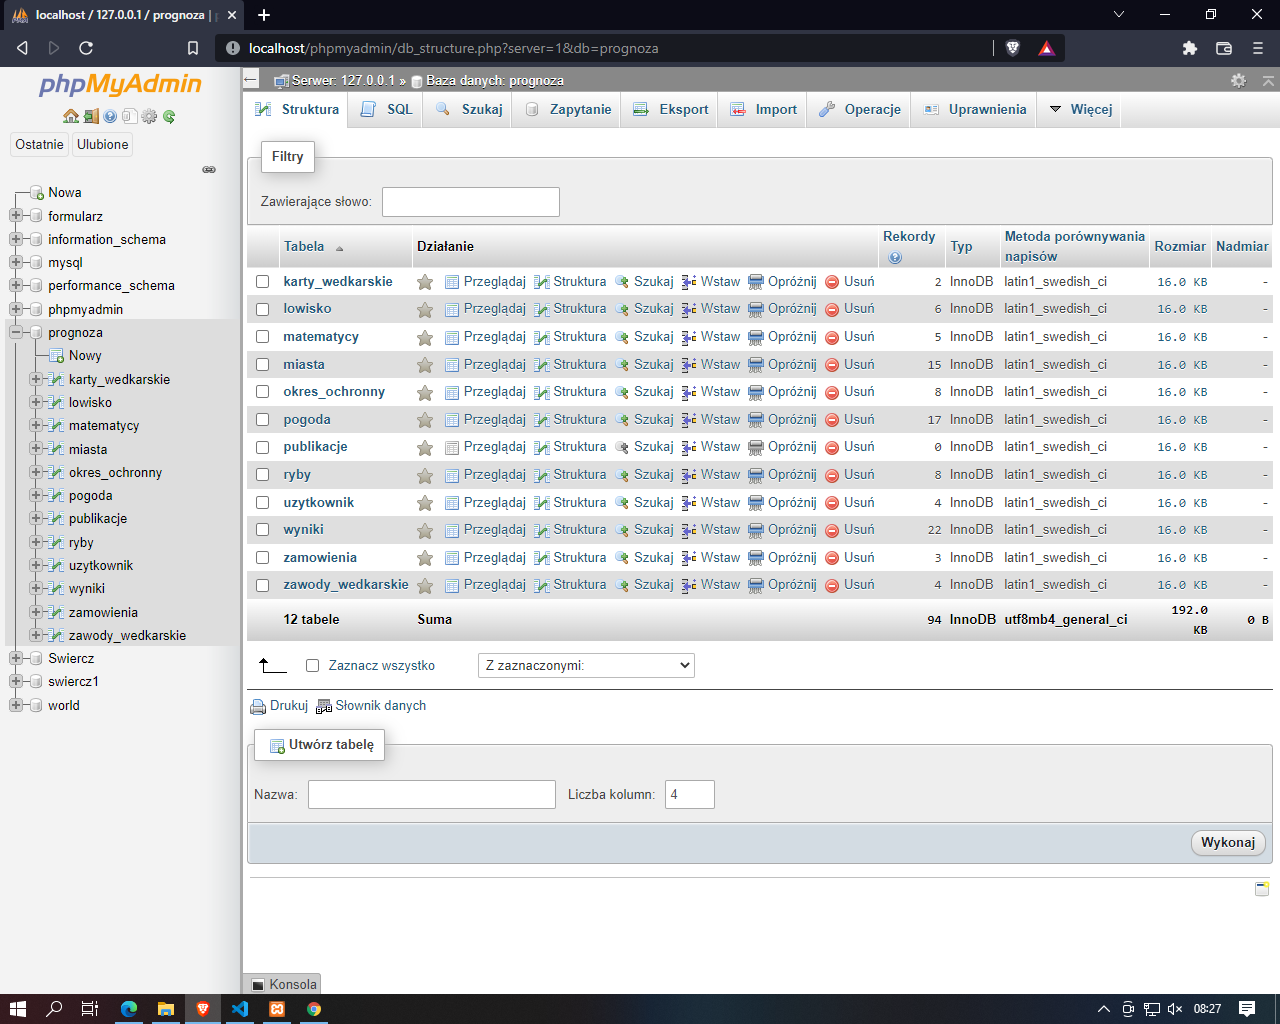 localhost / 127.0.0.1 / prognoza |
localhost/phpmyadmin/db_structure.php?server=1&db=prognoza
phpMyAdmin
Ostatnie Ulubione
Nowa
formularz
information_schema
mysql
performance_schema
phpmyadmin
prognoza
Nowy
karty_wedkarskie
lowisko
matematycy
miasta
okres_ochronny
pogoda
publikacje
ryby
uzytkownik
wyniki
zamowienia
zawody_wedkarskie
Swiercz
swiercz1
world
Serwer: 127.0.0.1 » Baza danych: prognoza
Struktura SQL Szukaj Zapytanie Eksport Import Operacje Uprawnienia Więcej
Filtry
Zawierające słowo:
Tabela Działanie Rekordy Typ Metoda porównywania napisów Rozmiar Nadmiar
karty_wedkarskie Przeglądaj Struktura Szukaj Wstaw Opróżnij Usuń 2 InnoDB latin1_swedish_ci 16.0 KB -
lowisko Przeglądaj Struktura Szukaj Wstaw Opróżnij Usuń 6 InnoDB latin1_swedish_ci 16.0 KB -
matematycy Przeglądaj Struktura Szukaj Wstaw Opróżnij Usuń 5 InnoDB latin1_swedish_ci 16.0 KB -
miasta Przeglądaj Struktura Szukaj Wstaw Opróżnij Usuń 15 InnoDB latin1_swedish_ci 16.0 KB -
okres_ochronny Przeglądaj Struktura Szukaj Wstaw Opróżnij Usuń 8 InnoDB latin1_swedish_ci 16.0 KB -
pogoda Przeglądaj Struktura Szukaj Wstaw Opróżnij Usuń 17 InnoDB latin1_swedish_ci 16.0 KB -
publikacje Przeglądaj Struktura Szukaj Wstaw Opróżnij Usuń 0 InnoDB latin1_swedish_ci 16.0 KB -
ryby Przeglądaj Struktura Szukaj Wstaw Opróżnij Usuń 8 InnoDB latin1_swedish_ci 16.0 KB -
uzytkownik Przeglądaj Struktura Szukaj Wstaw Opróżnij Usuń 4 InnoDB latin1_swedish_ci 16.0 KB -
wyniki Przeglądaj Struktura Szukaj Wstaw Opróżnij Usuń 22 InnoDB latin1_swedish_ci 16.0 KB -
zamowienia Przeglądaj Struktura Szukaj Wstaw Opróżnij Usuń 3 InnoDB latin1_swedish_ci 16.0 KB -
zawody_wedkarskie Przeglądaj Struktura Szukaj Wstaw Opróżnij Usuń 4 InnoDB latin1_swedish_ci 16.0 KB -
12 tabele Suma 94 InnoDB utf8mb4_general_ci 192.0 KB 0 B
Zaznacz wszystko Z zaznaczonymi:
Drukuj Słownik danych
Utwórz tabelę
Nazwa: Liczba kolumn: 4
Wykonaj
Konsola
08:27